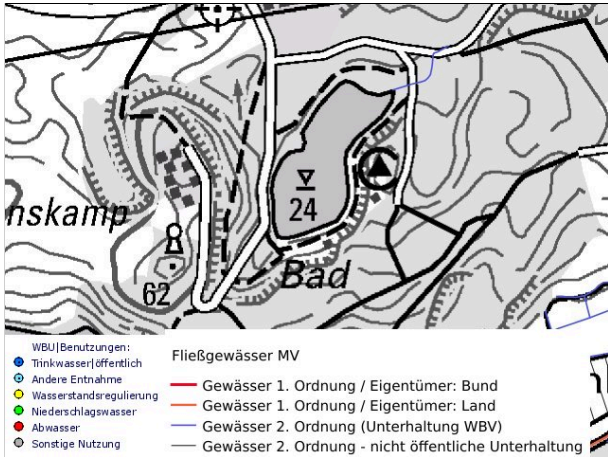 nskamp
24
Bad
62
WBU|Benutzungen:
Trinkwasser|öffentlich
Andere Entnahme
Wasserstandsregulierung
Niederschlagswasser
Abwasser
Sonstige Nutzung
Fließgewässer MV
Gewässer 1. Ordnung / Eigentümer: Bund
Gewässer 1. Ordnung / Eigentümer: Land
Gewässer 2. Ordnung (Unterhaltung WBV)
Gewässer 2. Ordnung - nicht öffentliche Unterhaltung